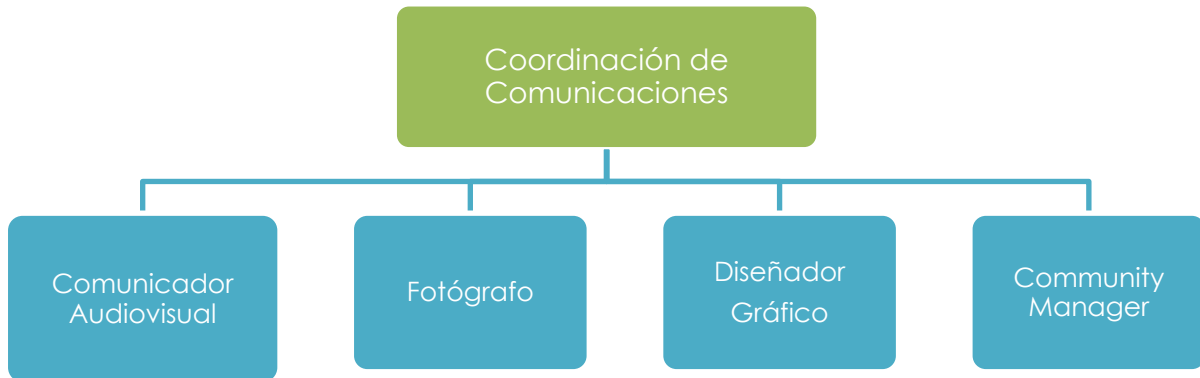 Coordinación de
Comunicaciones
Comunicador
Audiovisual
Fotógrafo
Diseñador
Gráfico
Community
Manager